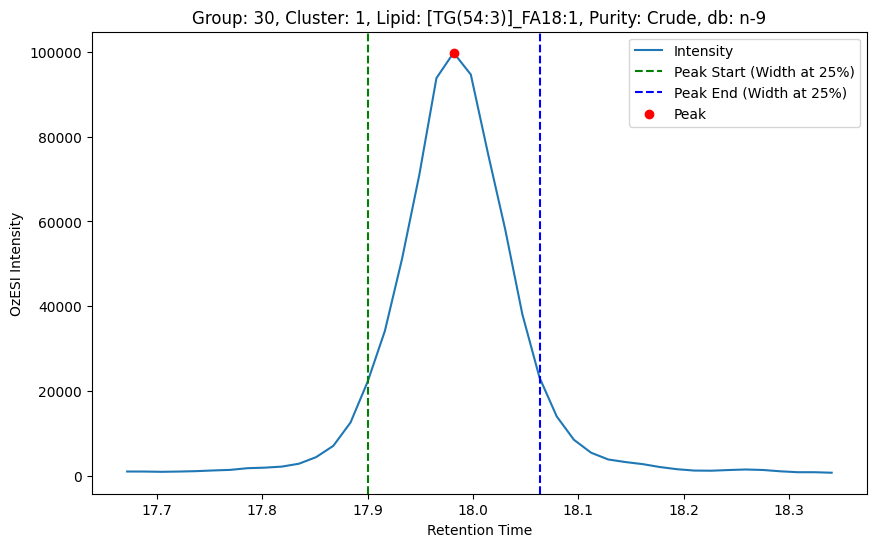 Group: 30, Cluster: 1, Lipid: [TG(54:3)]_FA18:1, Purity: Crude, db: n-9
Intensity
Peak Start (Width at 25%)
Peak End (Width at 25%)
Peak
100000
80000
60000
40000
20000
0
OzESI Intensity
17.7
17.8
17.9
18.0
18.1
18.2
18.3
Retention Time